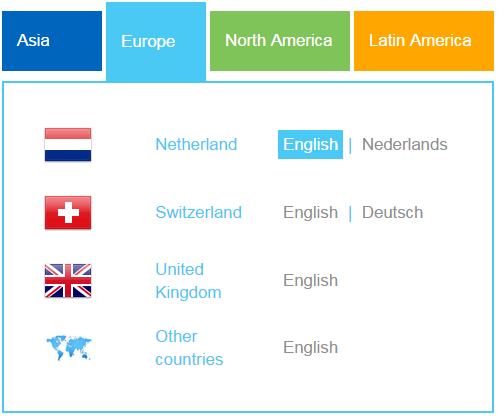 Asia Europe North America Latin America
Netherland English | Nederlands
Switzerland English | Deutsch
United
Kingdom English
Other
countries English